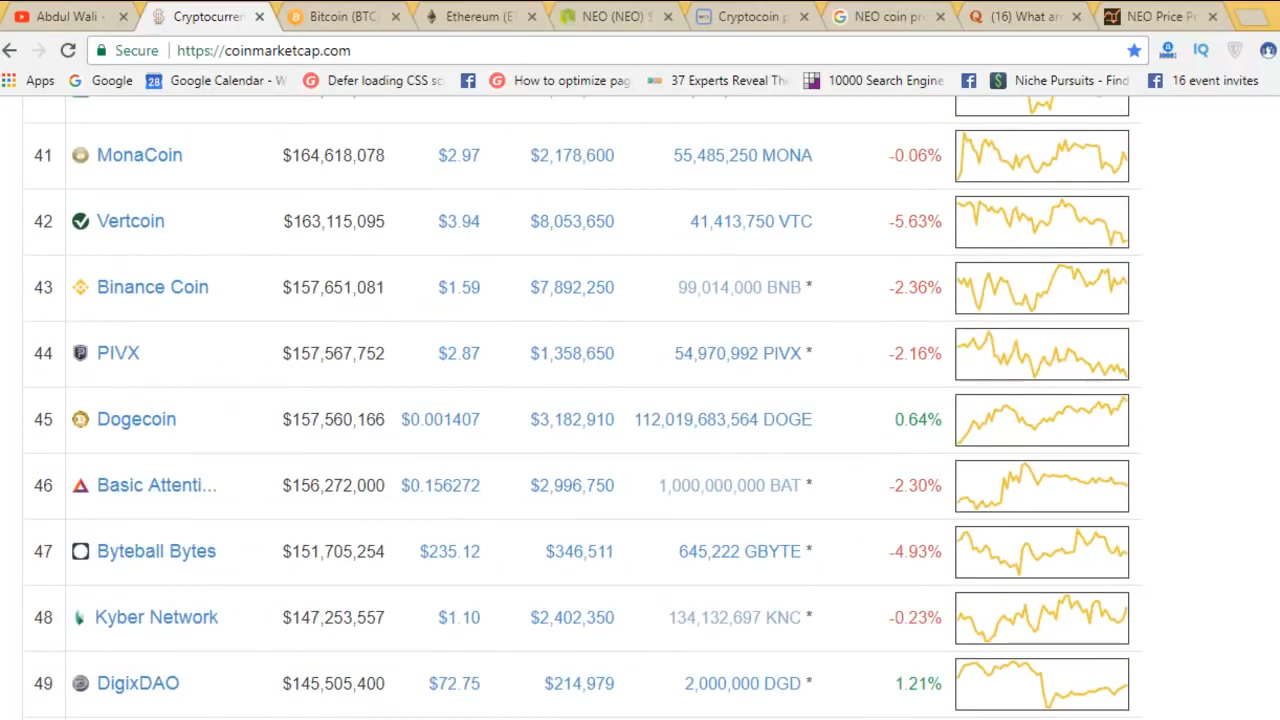 Abdul Wali - Cryptocurren Bitcoin (BTC Ethereum (E NEO (NEO) Cryptocoin p NEO coin pr (16) What ar NEO Price P
Secure https://coinmarketcap.com
Apps Google Google Calendar - W Defer loading CSS sc How to optimize pag 37 Experts Reveal The 10000 Search Engine Niche Pursuits - Find 16 event invites
41 MonaCoin $164,618,078 $2.97 $2,178,600 55,485,250 MONA -0.06%
42 Vertcoin $163,115,095 $3.94 $8,053,650 41,413,750 VTC -5.63%
43 Binance Coin $157,651,081 $1.59 $7,892,250 99,014,000 BNB * -2.36%
44 PIVX $157,567,752 $2.87 $1,358,650 54,970,992 PIVX * -2.16%
45 Dogecoin $157,560,166 $0.001407 $3,182,910 112,019,683,564 DOGE 0.64%
46 Basic Attenti... $156,272,000 $0.156272 $2,996,750 1,000,000,000 BAT * -2.30%
47 Byteball Bytes $151,705,254 $235.12 $346,511 645,222 GBYTE * -4.93%
48 Kyber Network $147,253,557 $1.10 $2,402,350 134,132,697 KNC * -0.23%
49 DigixDAO $145,505,400 $72.75 $214,979 2,000,000 DGD * 1.21%